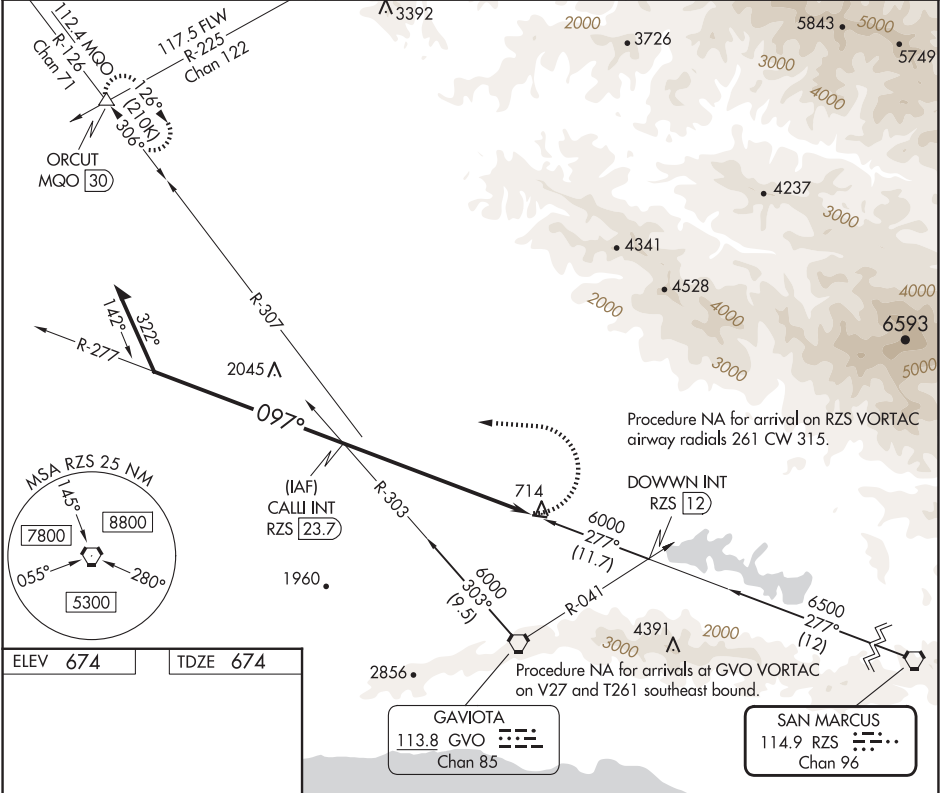 112.4 MQO
R-126
Chan 71
117.5 FLW
R-225
Chan 122
126°
(210K)
306°
ORCUT
MQO 30
3392
2000
3726
3000
4000
5843
5000
5749
4237
3000
4341
4528
2000
4000
3000
4000
6593
5000
R-307
322°
142°
R-277
2045
097°
Procedure NA for arrival on RZS VORTAC
airway radials 261 CW 315.
(IAF)
CALLI INT
RZS 23.7
R-303
714
DOWWN INT
RZS 12
6000
277°
(11.7)
MSA RZS 25 NM
145°
7800
8800
055°
280°
5300
1960
6000
303°
(9.5)
R-041
6500
277°
(12)
4391
3000
2000
ELEV 674
TDZE 674
2856
Procedure NA for arrivals at GVO VORTAC
on V27 and T261 southeast bound.
GAVIOTA
113.8 GVO
Chan 85
SAN MARCUS
114.9 RZS
Chan 96